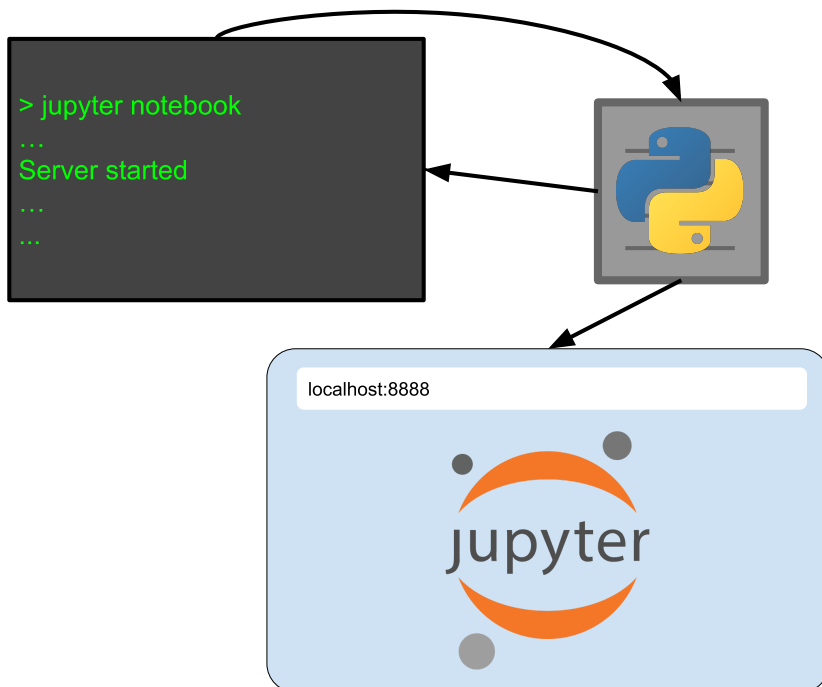 > jupyter notebook
…
Server started
…
...
localhost:8888
jupyter